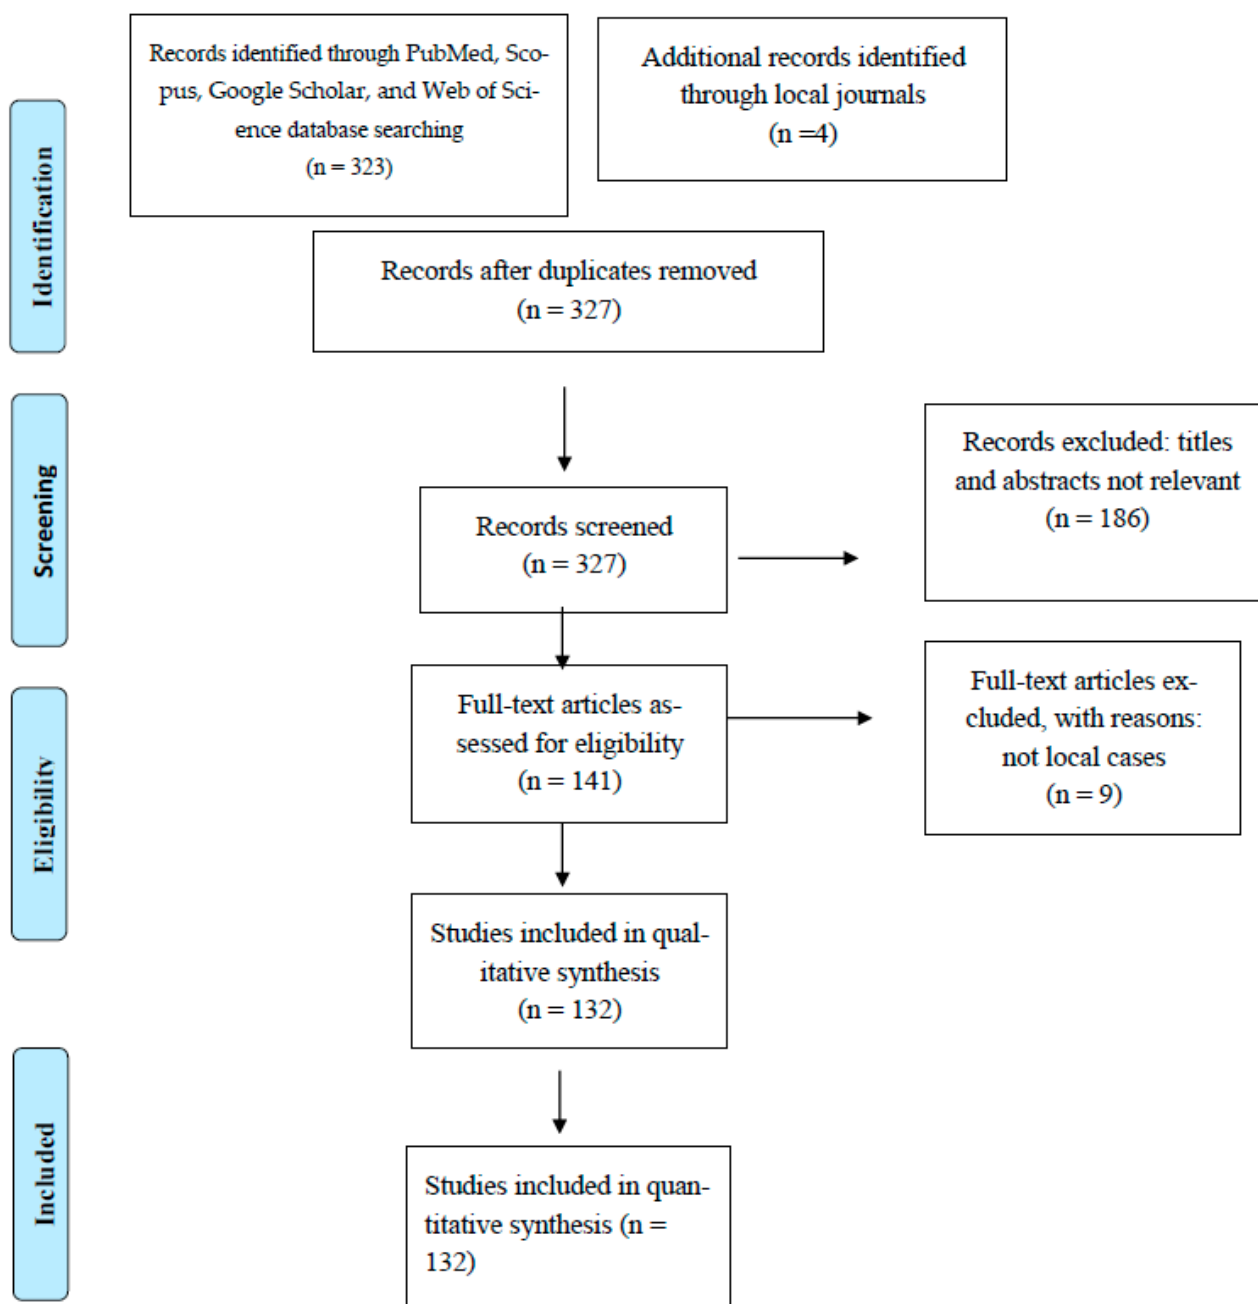 Records identified through PubMed, Sco-
pus, Google Scholar, and Web of Sci-
ence database searching
(n = 323)
Additional records identified
through local journals
(n =4)
Identification
Records after duplicates removed
(n = 327)
Screening
Records screened
(n = 327)
Records excluded: titles
and abstracts not relevant
(n = 186)
Eligibility
Full-text articles as-
sessed for eligibility
(n = 141)
Full-text articles ex-
cluded, with reasons:
not local cases
(n = 9)
Studies included in qual-
itative synthesis
(n = 132)
Included
Studies included in quan-
titative synthesis (n =
132)